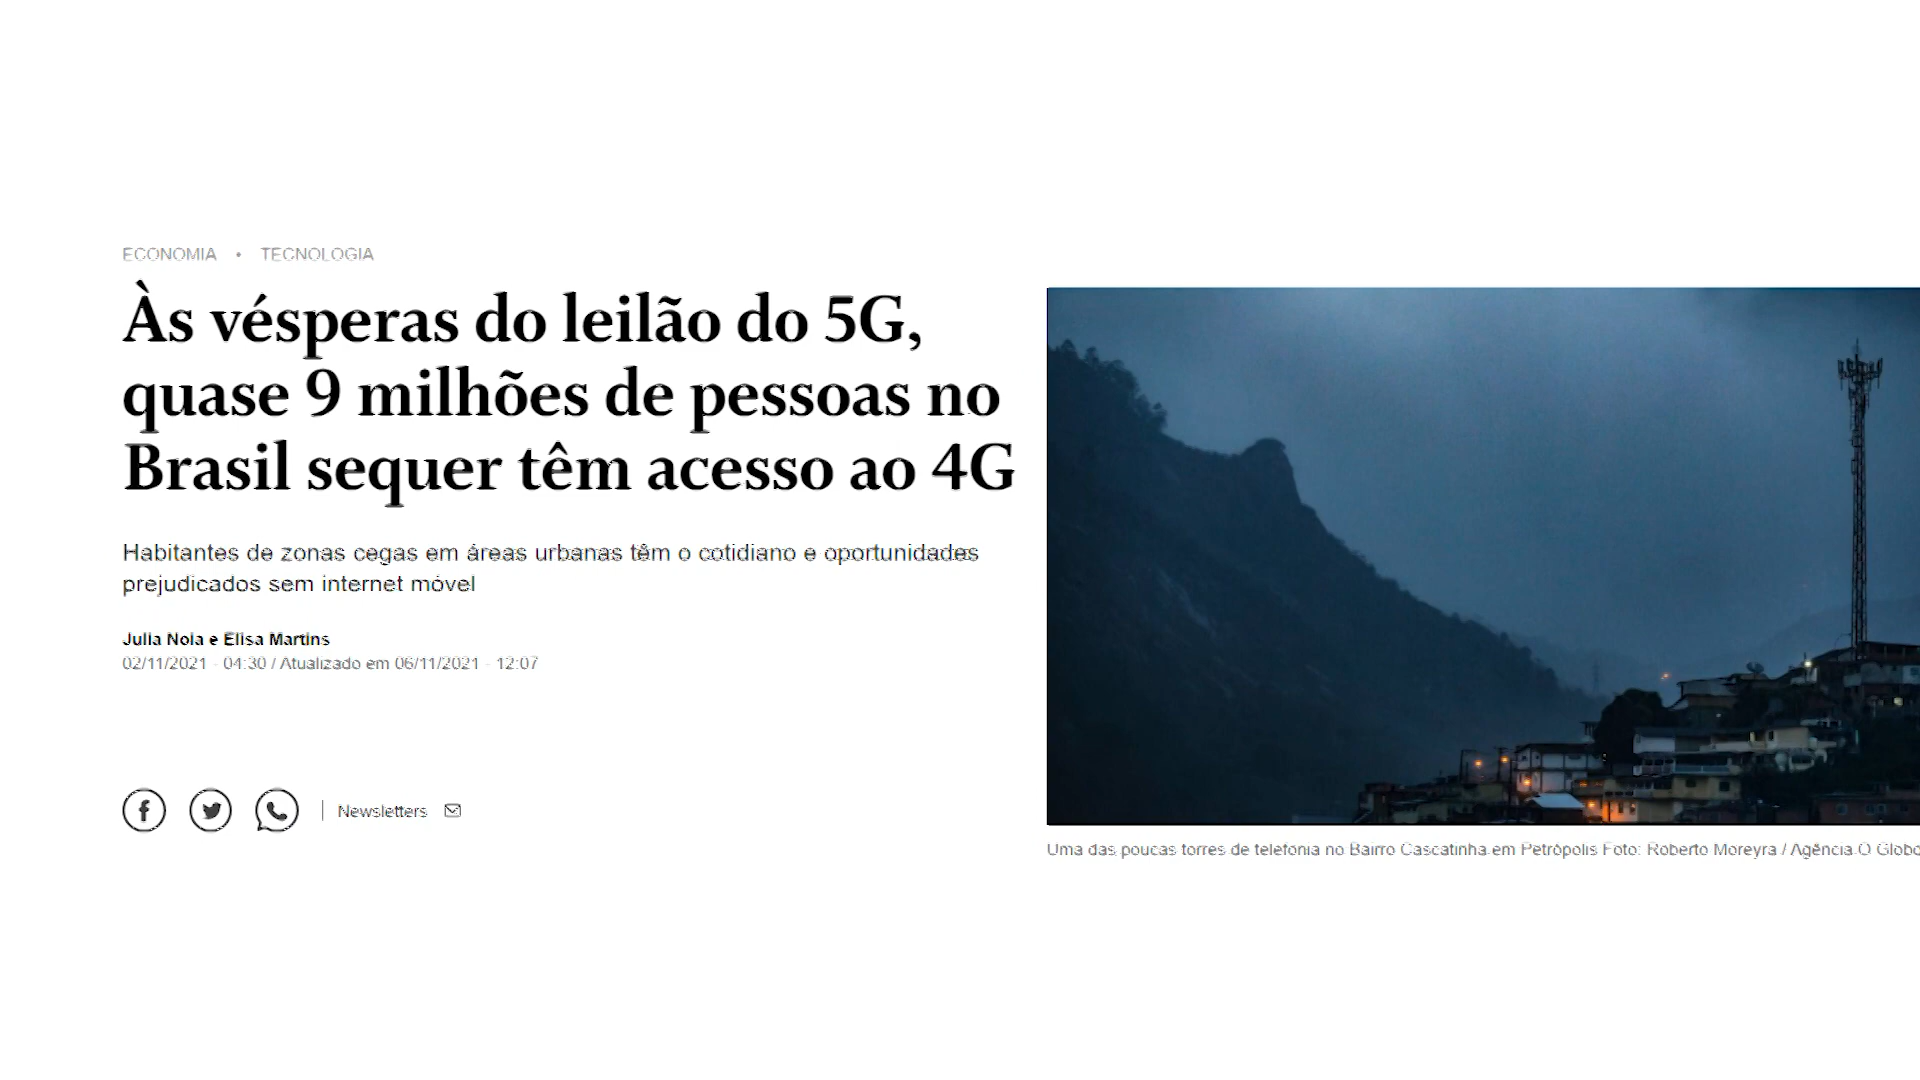 ECONOMIA • TECNOLOGIA
Às vésperas do leilão do 5G,
quase 9 milhões de pessoas no
Brasil sequer têm acesso ao 4G
Habitantes de zonas cegas em áreas urbanas têm o cotidiano e oportunidades
prejudicados sem internet móvel
Julia Noia e Elisa Martins
02/11/2021 - 04:30 / Atualizado em 06/11/2021 - 12:07
Newsletters
Uma das poucas torres de telefonia no Bairro Cascatinha em Petrópolis Foto: Roberto Moreyra / Agência O Globo